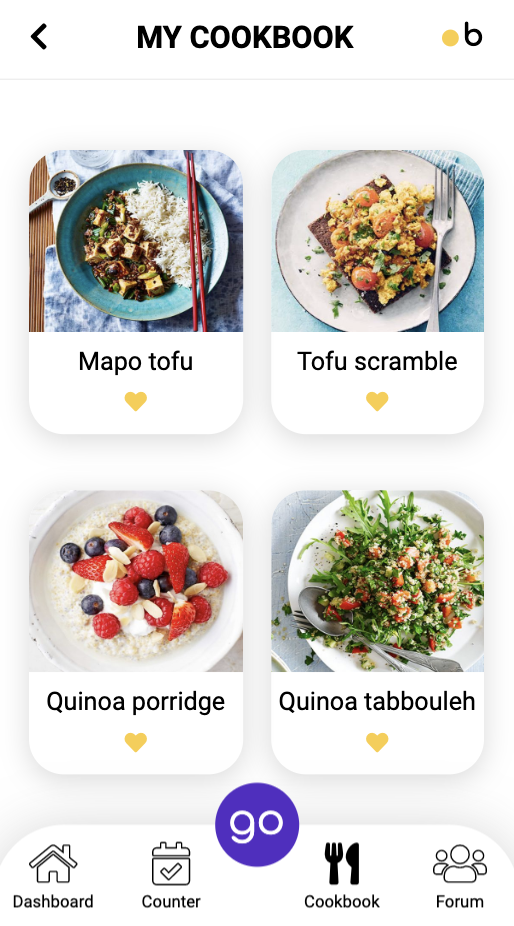 MY COOKBOOK
b
Mapo tofu
Tofu scramble
Quinoa porridge
Quinoa tabbouleh
go
Dashboard
Counter
Cookbook
Forum